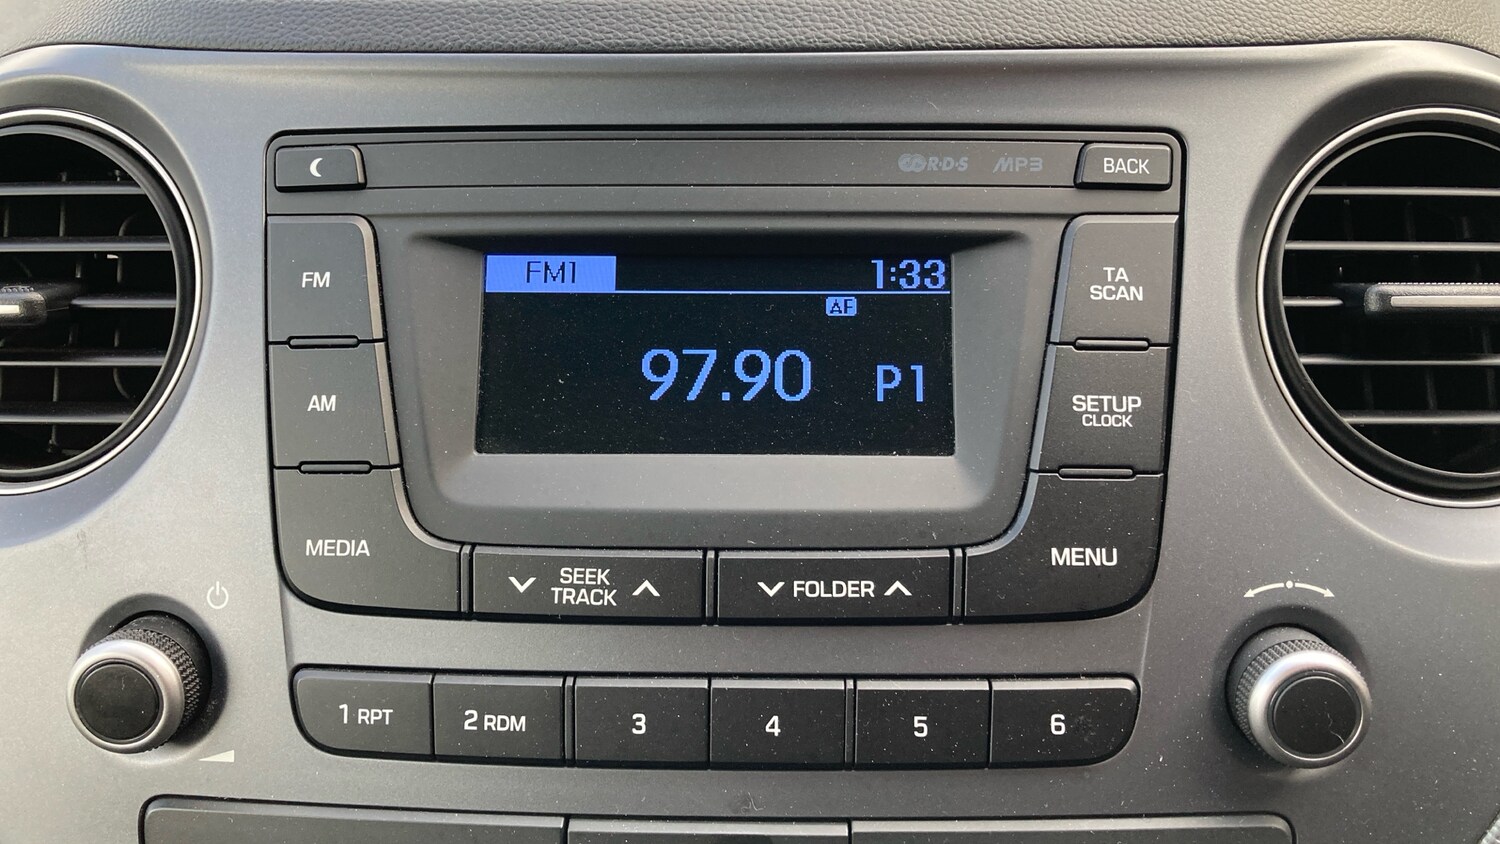 RDS MP3 BACK
FM1 1:33
AF
97.90 P1
FM
AM
MEDIA
TA
SCAN
SETUP
CLOCK
MENU
SEEK
TRACK
FOLDER
1 RPT 2 RDM 3 4 5 6